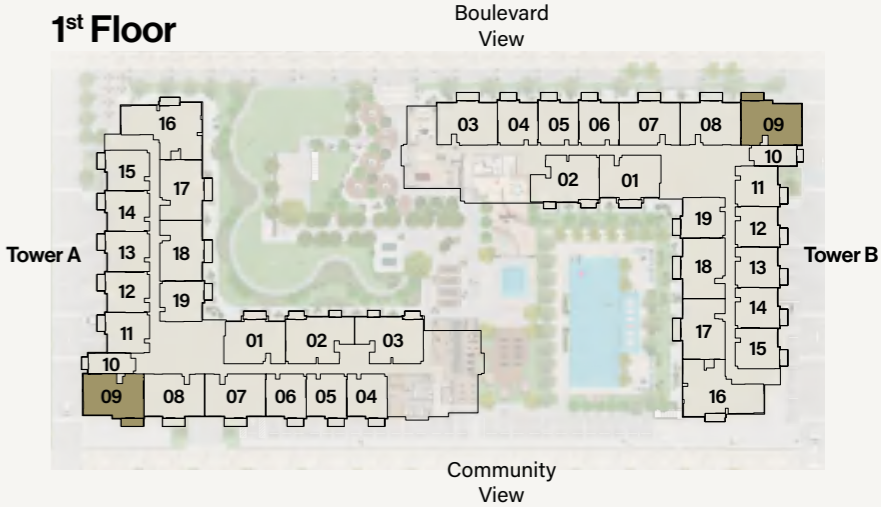 1st Floor
Boulevard
View
03 04 05 06 07 08 09
16
10
15
17
02 01
11
14
19
12
Tower A
13
18
18
13
Tower B
12
19
14
11
01 02 03
17
15
10
09 08 07 06 05 04
16
Community
View